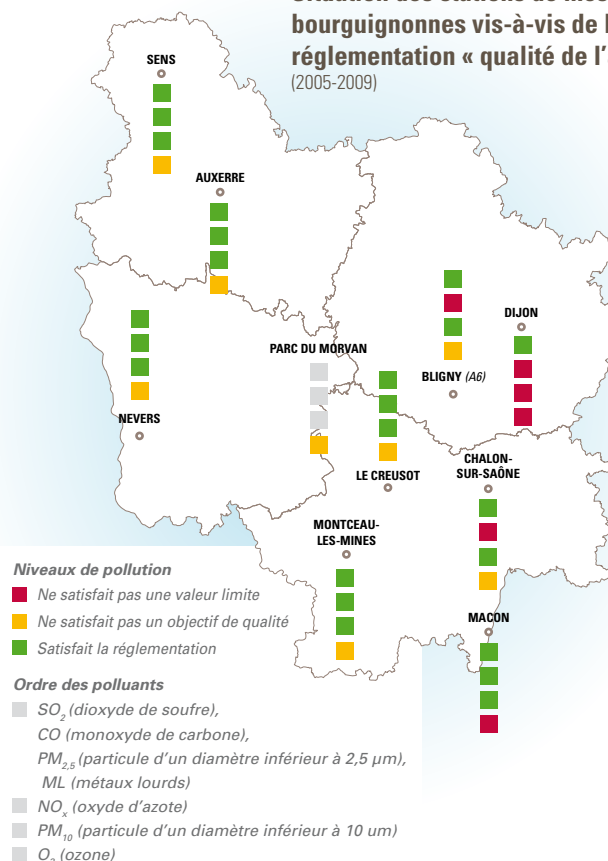 bourguignonnes vis-à-vis de
réglementation « qualité de
(2005-2009)
SENS
AUXERRE
DIJON
PARC DU MORVAN
BLIGNY (A6)
NEVERS
CHALON-
SUR-SAÔNE
LE CREUSOT
MONTCEAU-
LES-MINES
MACON
Niveaux de pollution
Ne satisfait pas une valeur limite
Ne satisfait pas un objectif de qualité
Satisfait la réglementation
Ordre des polluants
SO2 (dioxyde de soufre),
CO (monoxyde de carbone),
PM2,5 (particule d'un diamètre inférieur à 2,5 µm),
ML (métaux lourds)
NOx (oxyde d'azote)
PM10 (particule d'un diamètre inférieur à 10 um)
O3 (ozone)